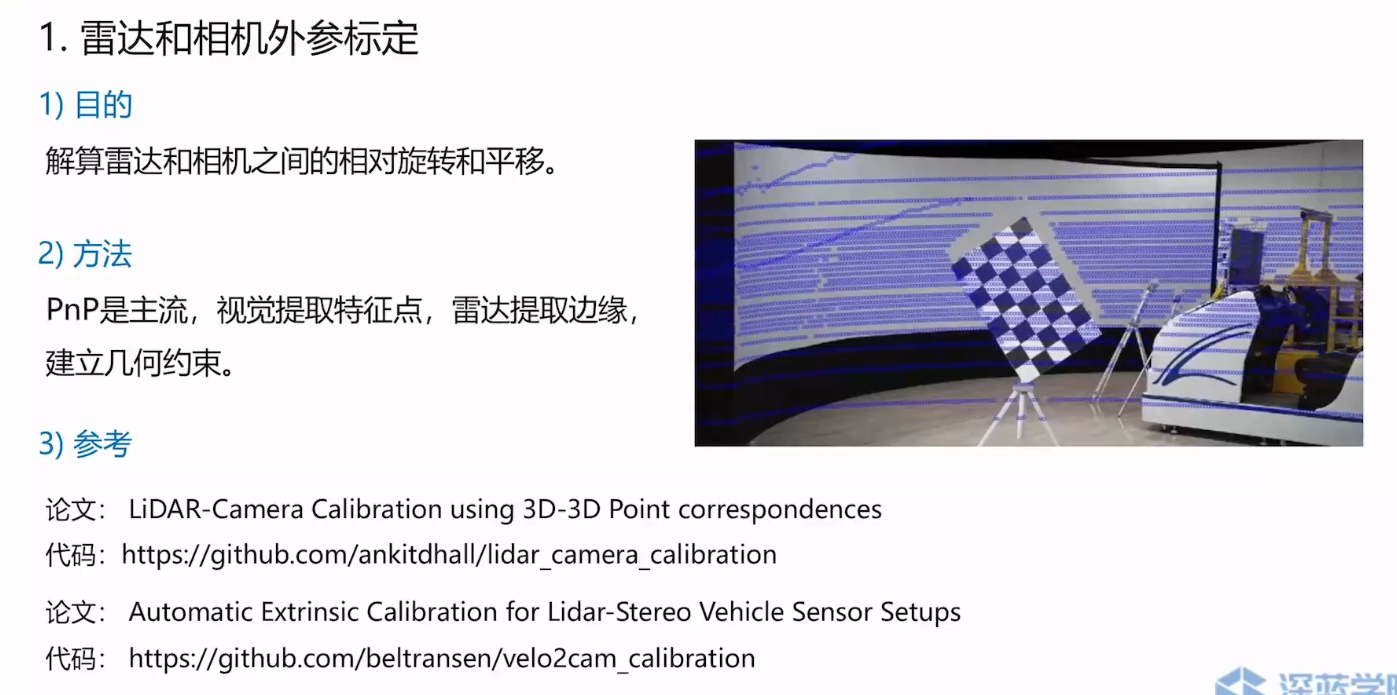 1. 雷达和相机外参标定
1) 目的
解算雷达和相机之间的相对旋转和平移。
2) 方法
PnP是主流，视觉提取特征点，雷达提取边缘，
建立几何约束。
3) 参考
论文： LiDAR-Camera Calibration using 3D-3D Point correspondences
代码：https://github.com/ankitdhall/lidar_camera_calibration
论文： Automatic Extrinsic Calibration for Lidar-Stereo Vehicle Sensor Setups
代码： https://github.com/beltransen/velo2cam_calibration
深蓝学院